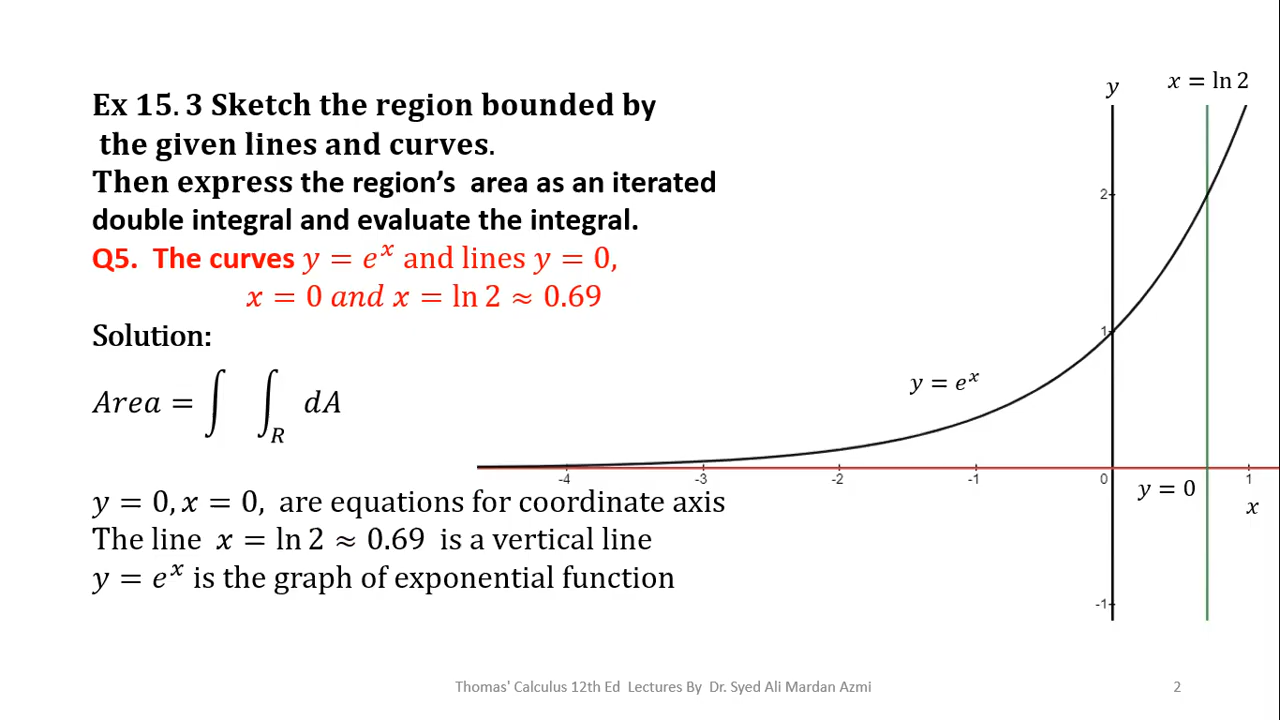 Ex 15.3 Sketch the region bounded by
the given lines and curves.
Then express the region's area as an iterated
double integral and evaluate the integral.
Q5. The curves y = eˣ and lines y = 0,
x = 0 and x = ln 2 ≈ 0.69
Solution:
Area = ∫ ∫_R dA
y = 0, x = 0, are equations for coordinate axis
The line x = ln 2 ≈ 0.69 is a vertical line
y = eˣ is the graph of exponential function
y
x = ln 2
2
1
y = eˣ
-4 -3 -2 -1 0 1
y = 0
x
-1
Thomas' Calculus 12th Ed Lectures By Dr. Syed Ali Mardan Azmi
2